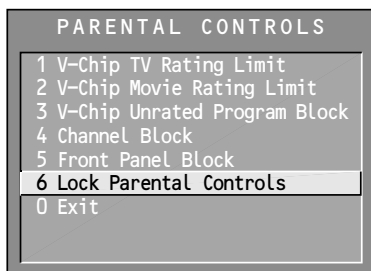 PARENTAL CONTROLS
1 V-Chip TV Rating Limit
2 V-Chip Movie Rating Limit
3 V-Chip Unrated Program Block
4 Channel Block
5 Front Panel Block
6 Lock Parental Controls
0 Exit